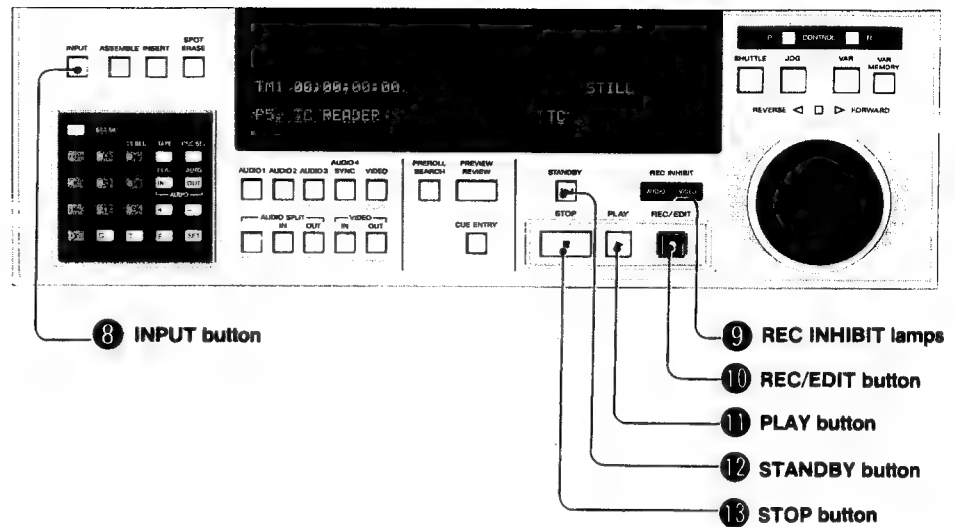 INPUT ASSEMBLE INSERT SPOT ERASE
P CONTROL R
SHUTTLE JOG VAR VAR MEMORY
REVERSE FORWARD
TM1 00:00:00:00. STILL
TC READER TC
TAPE
IN OUT
AUDIO
+ -
SET
AUDIO 1 AUDIO 2 AUDIO 3 AUDIO 4 SYNC VIDEO
AUDIO SPLIT IN OUT
VIDEO IN OUT
PREROLL SEARCH
PREVIEW REVIEW
CUE ENTRY
STANDBY
REC INHIBIT
AUDIO VIDEO
STOP PLAY REC/EDIT
8 INPUT button
9 REC INHIBIT lamps
10 REC/EDIT button
11 PLAY button
12 STANDBY button
13 STOP button